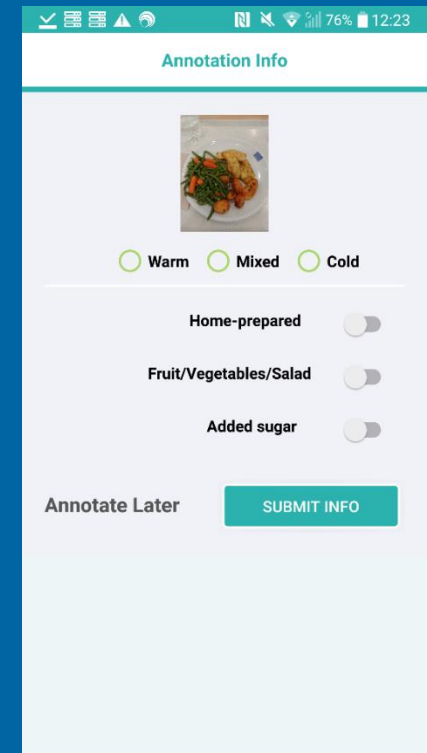 76% 12:23
Annotation Info
Warm Mixed Cold
Home-prepared
Fruit/Vegetables/Salad
Added sugar
Annotate Later SUBMIT INFO